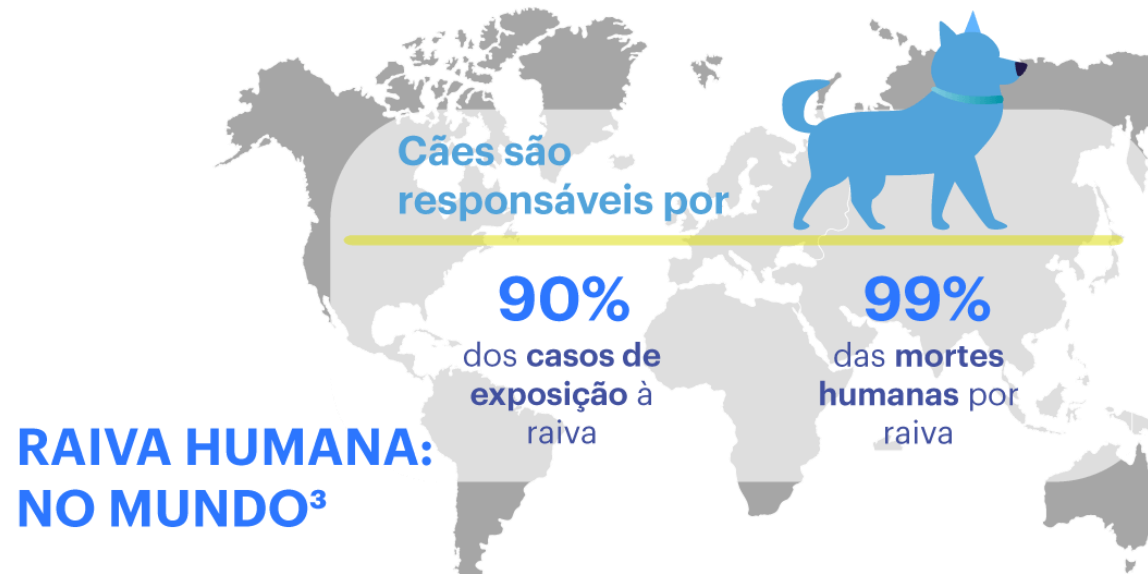 Cães são
responsáveis por
90%
dos casos de
exposição à
raiva
99%
das mortes
humanas por
raiva
RAIVA HUMANA:
NO MUNDO³